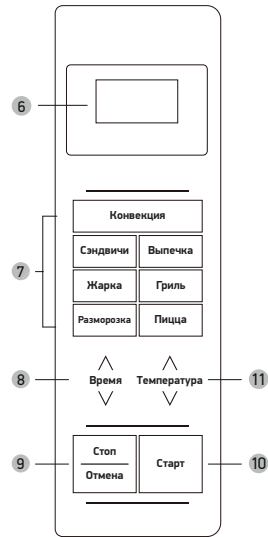 6
Конвекция
Сэндвичи Выпечка
7
Жарка Гриль
Разморозка Пицца
8 Время Температура 11
Стоп
9 Старт 10
Отмена